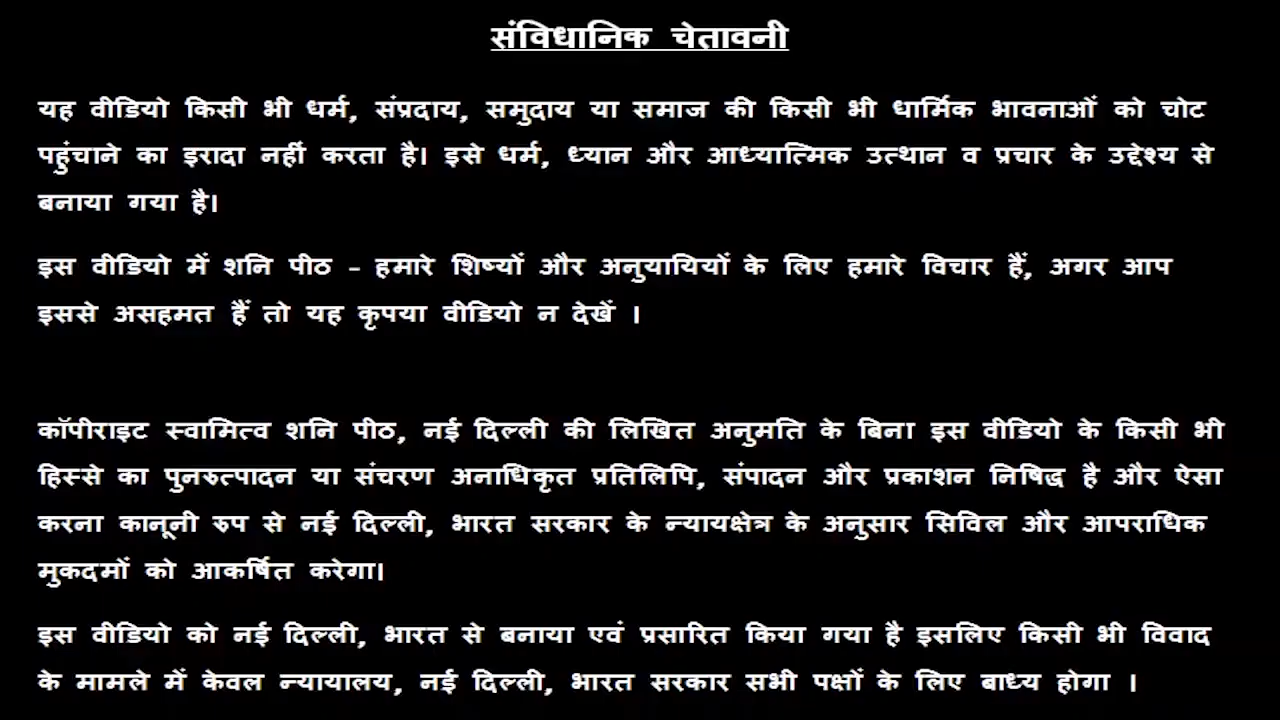 संविधानिक चेतावनी
यह वीडियो किसी भी धर्म, संप्रदाय, समुदाय या समाज की किसी भी धार्मिक भावनाओं को चोट
पहुंचाने का इरादा नहीं करता है। इसे धर्म, ध्यान और आध्यात्मिक उत्थान व प्रचार के उद्देश्य से
बनाया गया है।
इस वीडियो में शनि पीठ – हमारे शिष्यों और अनुयायियों के लिए हमारे विचार हैं, अगर आप
इससे असहमत हैं तो यह कृपया वीडियो न देखें ।
कॉपीराइट स्वामित्व शनि पीठ, नई दिल्ली की लिखित अनुमति के बिना इस वीडियो के किसी भी
हिस्से का पुनरुत्पादन या संचरण अनाधिकृत प्रतिलिपि, संपादन और प्रकाशन निषिद्ध है और ऐसा
करना कानूनी रुप से नई दिल्ली, भारत सरकार के न्यायक्षेत्र के अनुसार सिविल और आपराधिक
मुकदमों को आकर्षित करेगा।
इस वीडियो को नई दिल्ली, भारत से बनाया एवं प्रसारित किया गया है इसलिए किसी भी विवाद
के मामले में केवल न्यायालय, नई दिल्ली, भारत सरकार सभी पक्षों के लिए बाध्य होगा ।